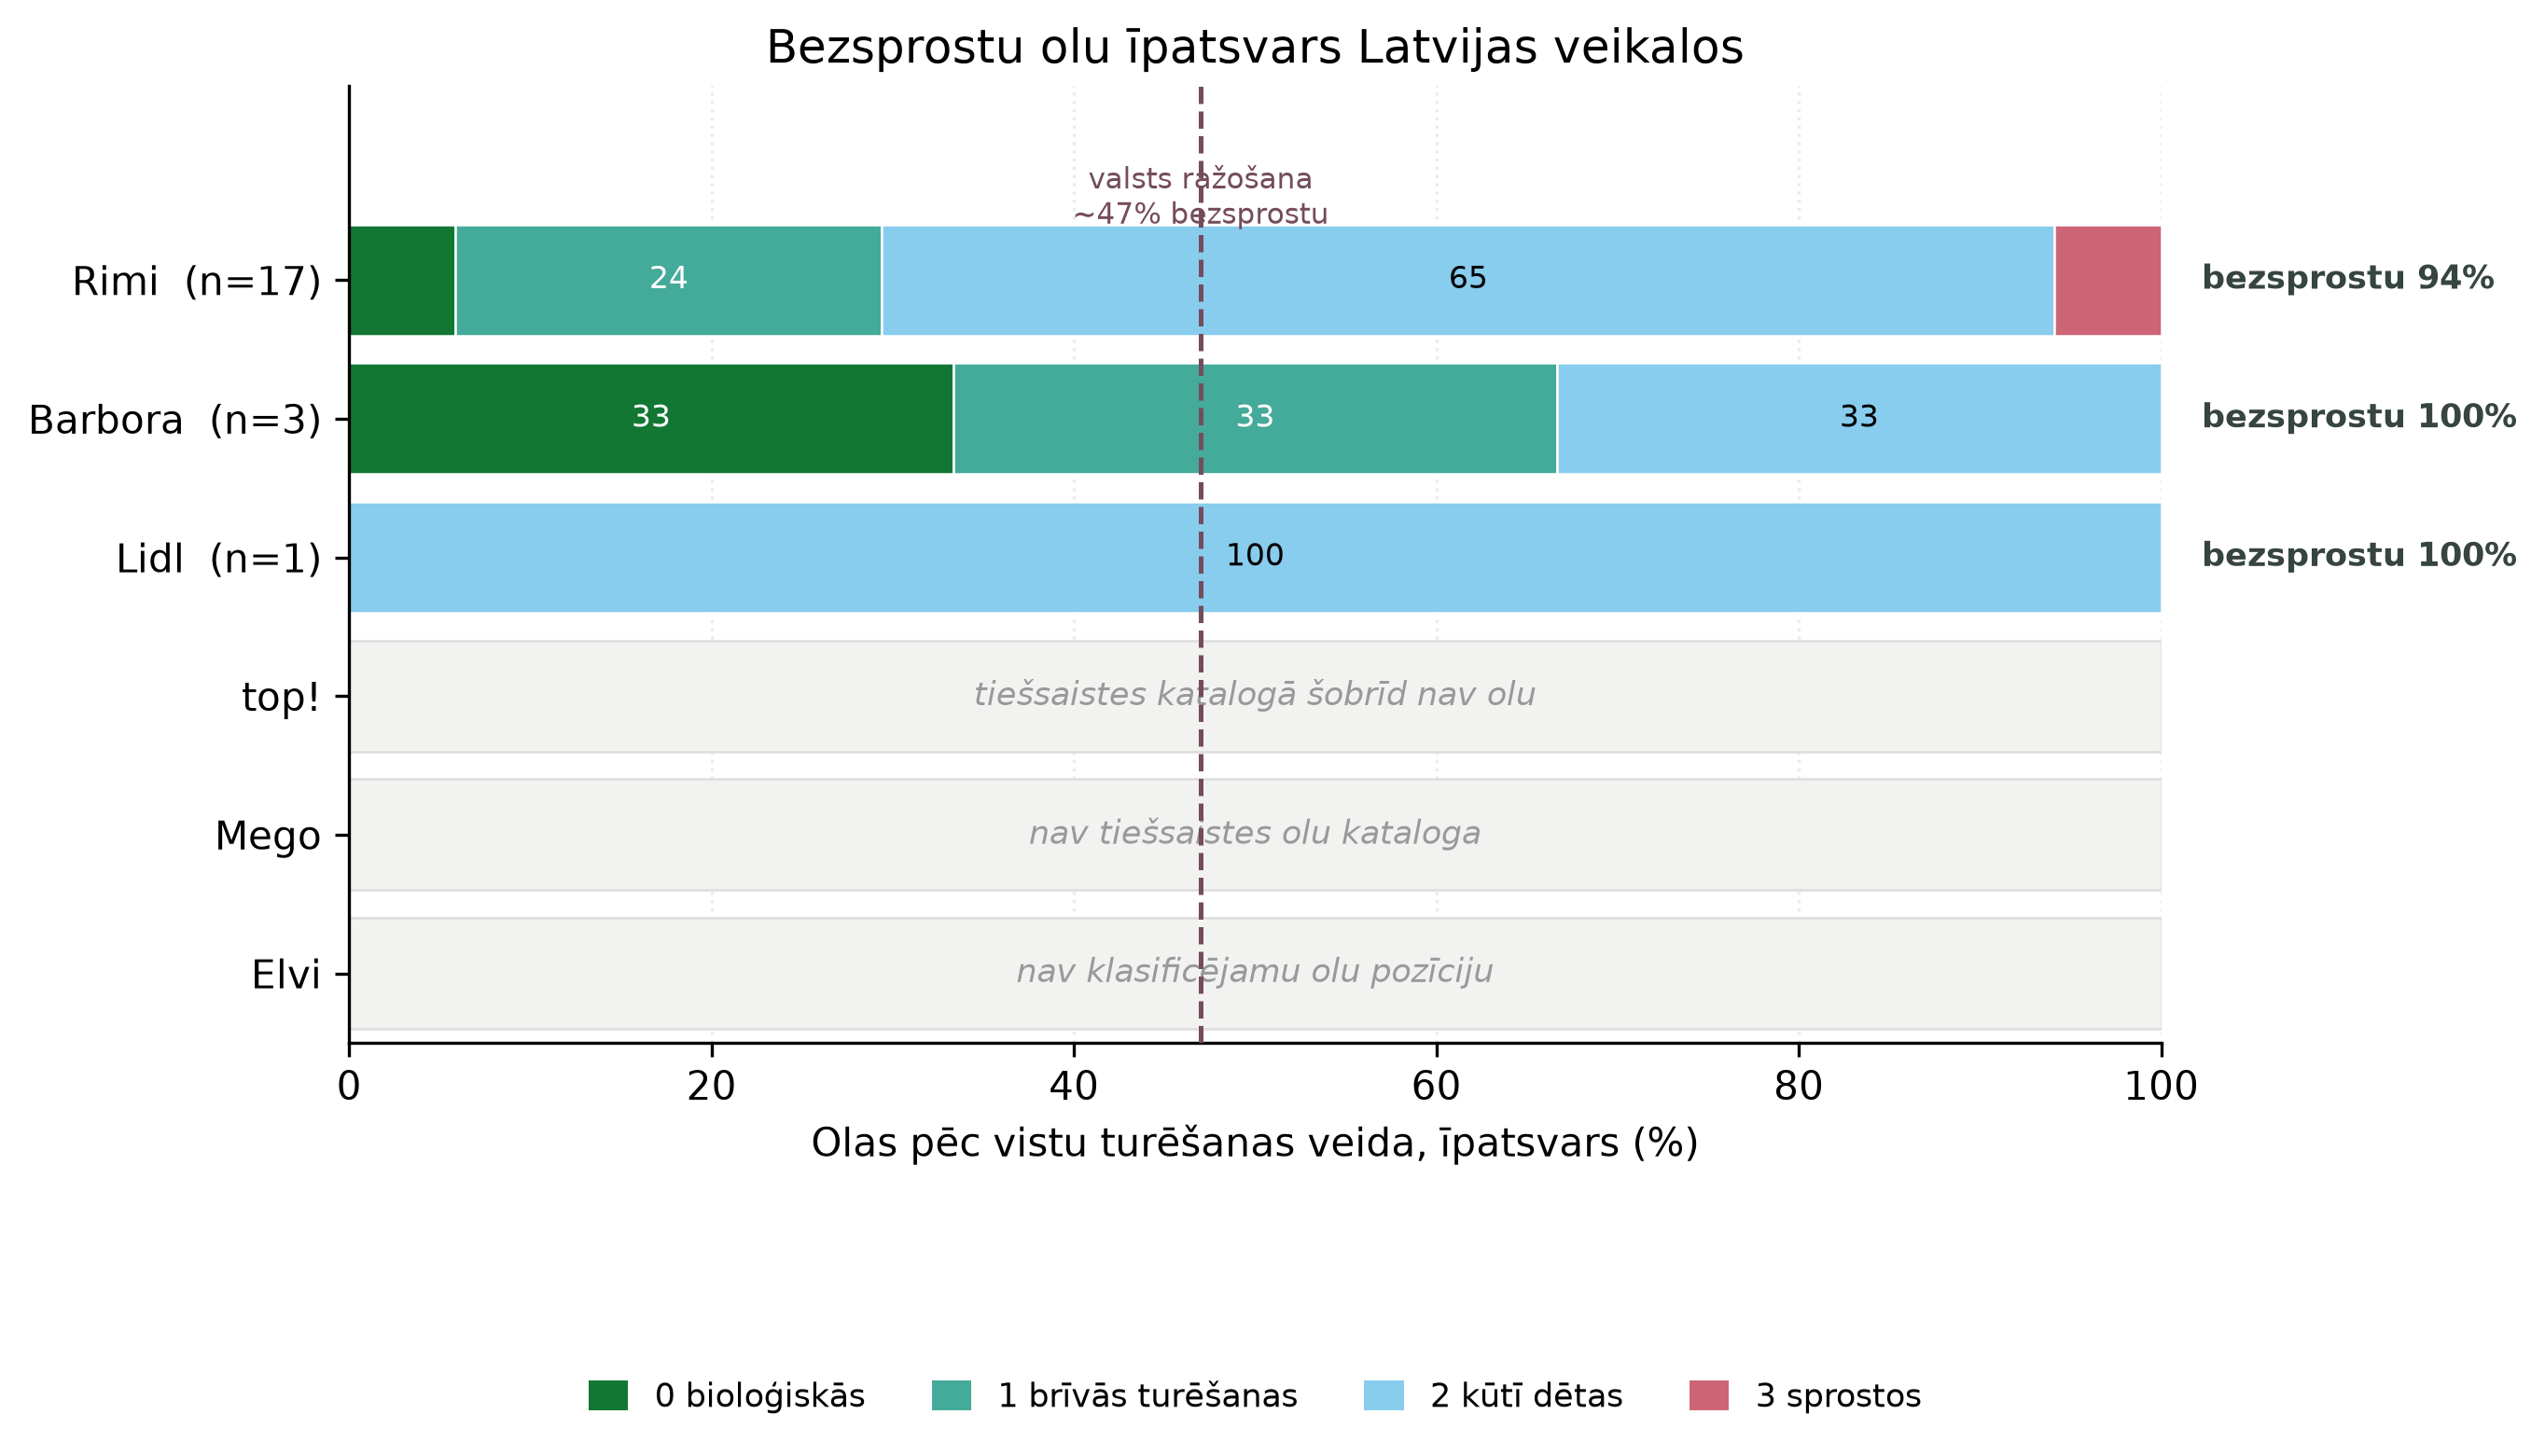 Bezsprostu olu īpatsvars Latvijas veikalos
valsts ražošana
~47% bezsprostu
Rimi (n=17) 24 65 bezsprostu 94%
Barbora (n=3) 33 33 33 bezsprostu 100%
Lidl (n=1) 100 bezsprostu 100%
top! tiešsaistes katalogā šobrīd nav olu
Mego nav tiešsaistes olu kataloga
Elvi nav klasificējamu olu pozīciju
0 20 40 60 80 100
Olas pēc vistu turēšanas veida, īpatsvars (%)
0 bioloģiskās 1 brīvās turēšanas 2 kūtī dētas 3 sprostos